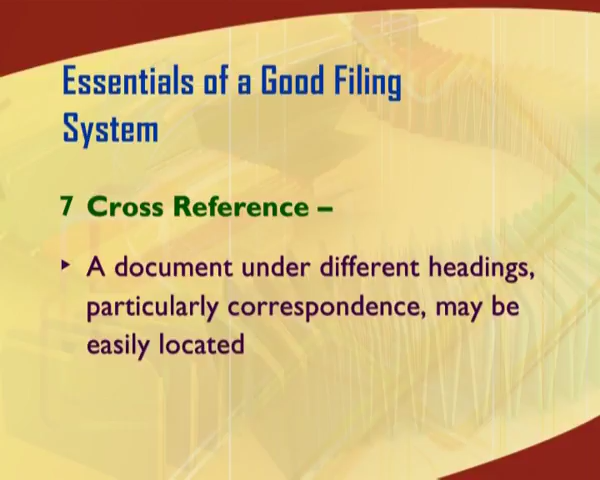 Essentials of a Good Filing
System
7 Cross Reference –
‣ A document under different headings,
particularly correspondence, may be
easily located